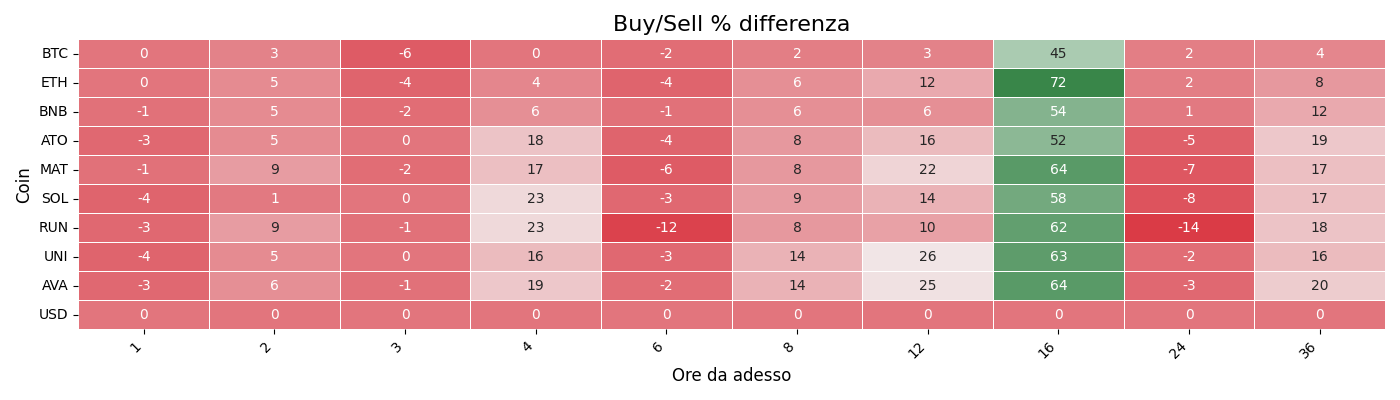 Buy/Sell % differenza
Coin
BTC 0 3 -6 0 -2 2 3 45 2 4
ETH 0 5 -4 4 -4 6 12 72 2 8
BNB -1 5 -2 6 -1 6 6 54 1 12
ATO -3 5 0 18 -4 8 16 52 -5 19
MAT -1 9 -2 17 -6 8 22 64 -7 17
SOL -4 1 0 23 -3 9 14 58 -8 17
RUN -3 9 -1 23 -12 8 10 62 -14 18
UNI -4 5 0 16 -3 14 26 63 -2 16
AVA -3 6 -1 19 -2 14 25 64 -3 20
USD 0 0 0 0 0 0 0 0 0 0
1 2 3 4 6 8 12 16 24 36
Ore da adesso